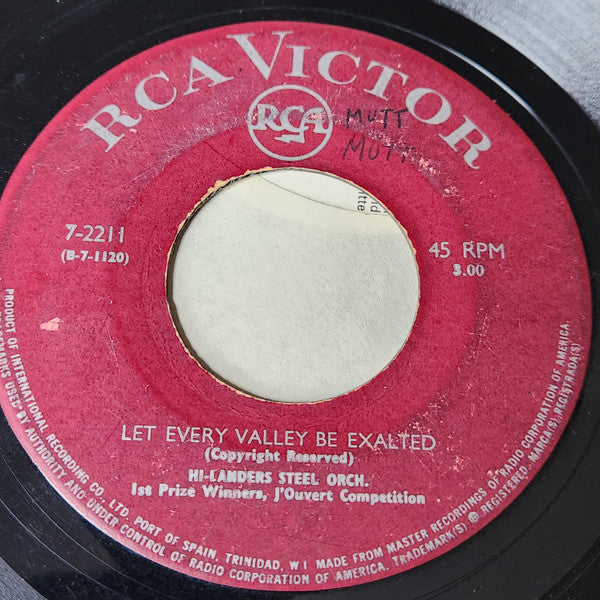 RCA VICTOR
RCA
MUTT
MUTT
7-2211
(B-7-1120)
45 RPM
3.00
LET EVERY VALLEY BE EXALTED
(Copyright Reserved)
HI-LANDERS STEEL ORCH.
1st Prize Winners, J'Ouvert Competition
PRODUCT OF INTERNATIONAL RECORDING CO., LTD. PORT OF SPAIN, TRINIDAD, W I MADE FROM MASTER RECORDINGS OF RADIO CORPORATION OF AMERICA.
TRADEMARKS USED BY AUTHORITY AND UNDER CONTROL OF RADIO CORPORATION OF AMERICA. TRADEMARK(S) ® REGISTERED. MARCA(S) REGISTRADA(S)